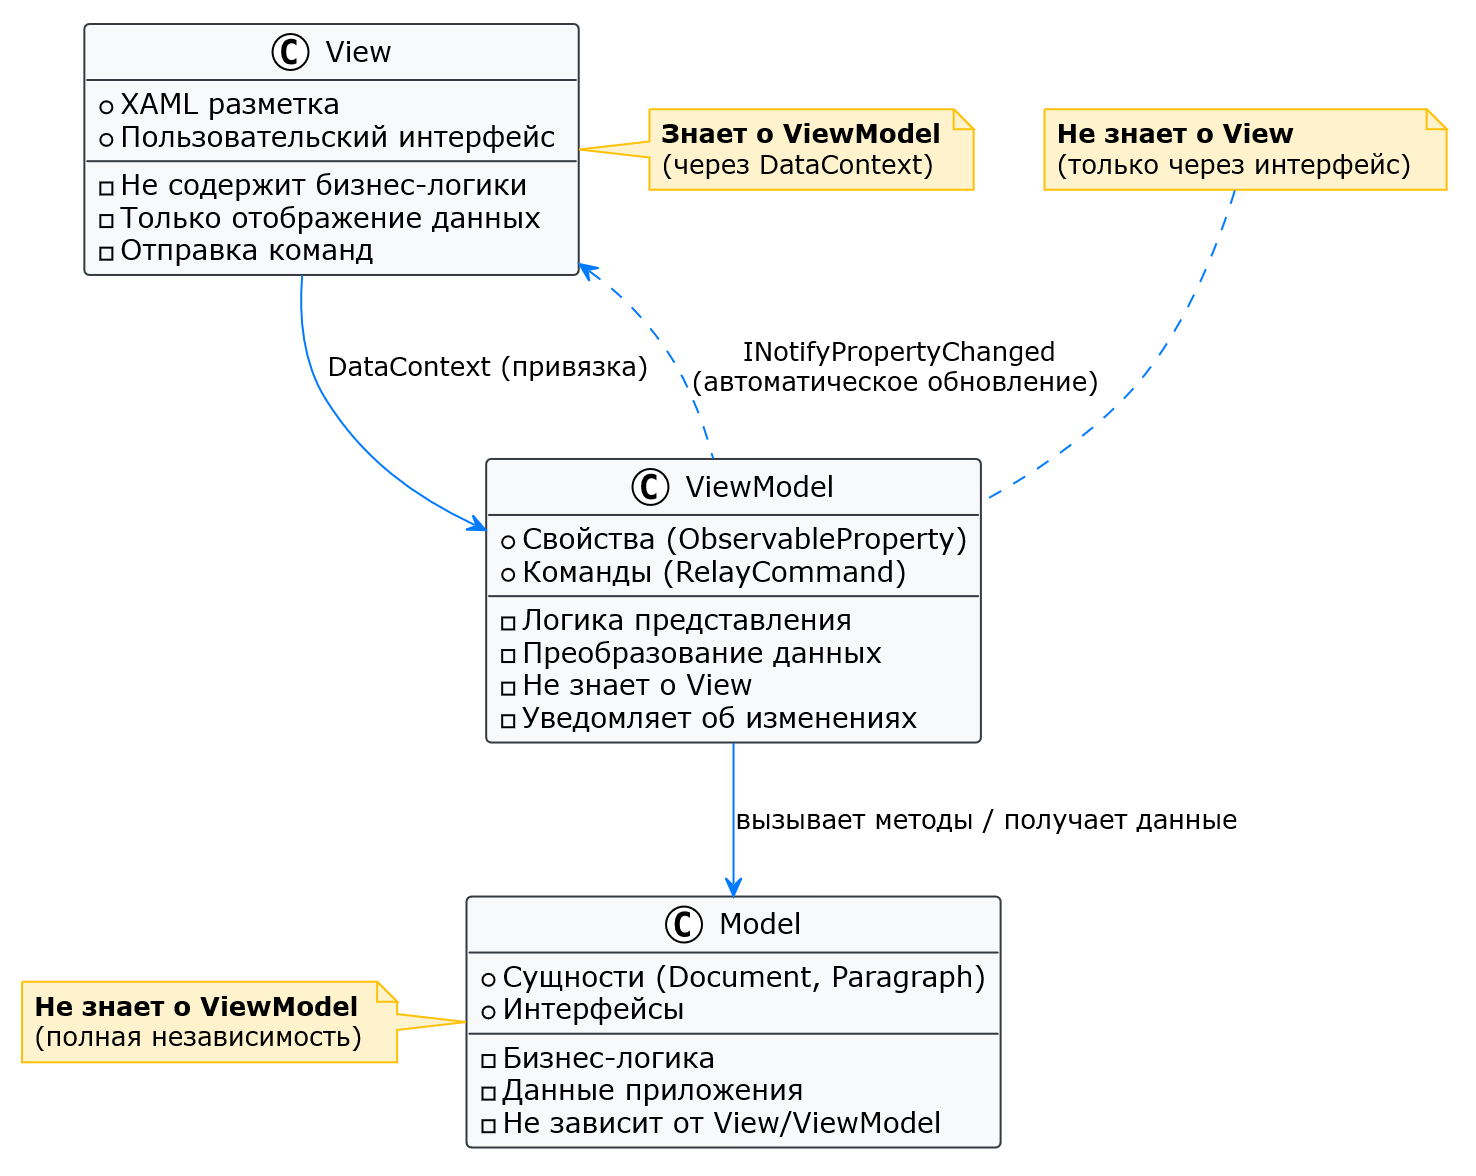 C View
XAML разметка
Пользовательский интерфейс
Не содержит бизнес-логики
Только отображение данных
Отправка команд
Знает о ViewModel
(через DataContext)
Не знает о View
(только через интерфейс)
DataContext (привязка)
INotifyPropertyChanged
(автоматическое обновление)
C ViewModel
Свойства (ObservableProperty)
Команды (RelayCommand)
Логика представления
Преобразование данных
Не знает о View
Уведомляет об изменениях
вызывает методы / получает данные
C Model
Сущности (Document, Paragraph)
Интерфейсы
Бизнес-логика
Данные приложения
Не зависит от View/ViewModel
Не знает о ViewModel
(полная независимость)